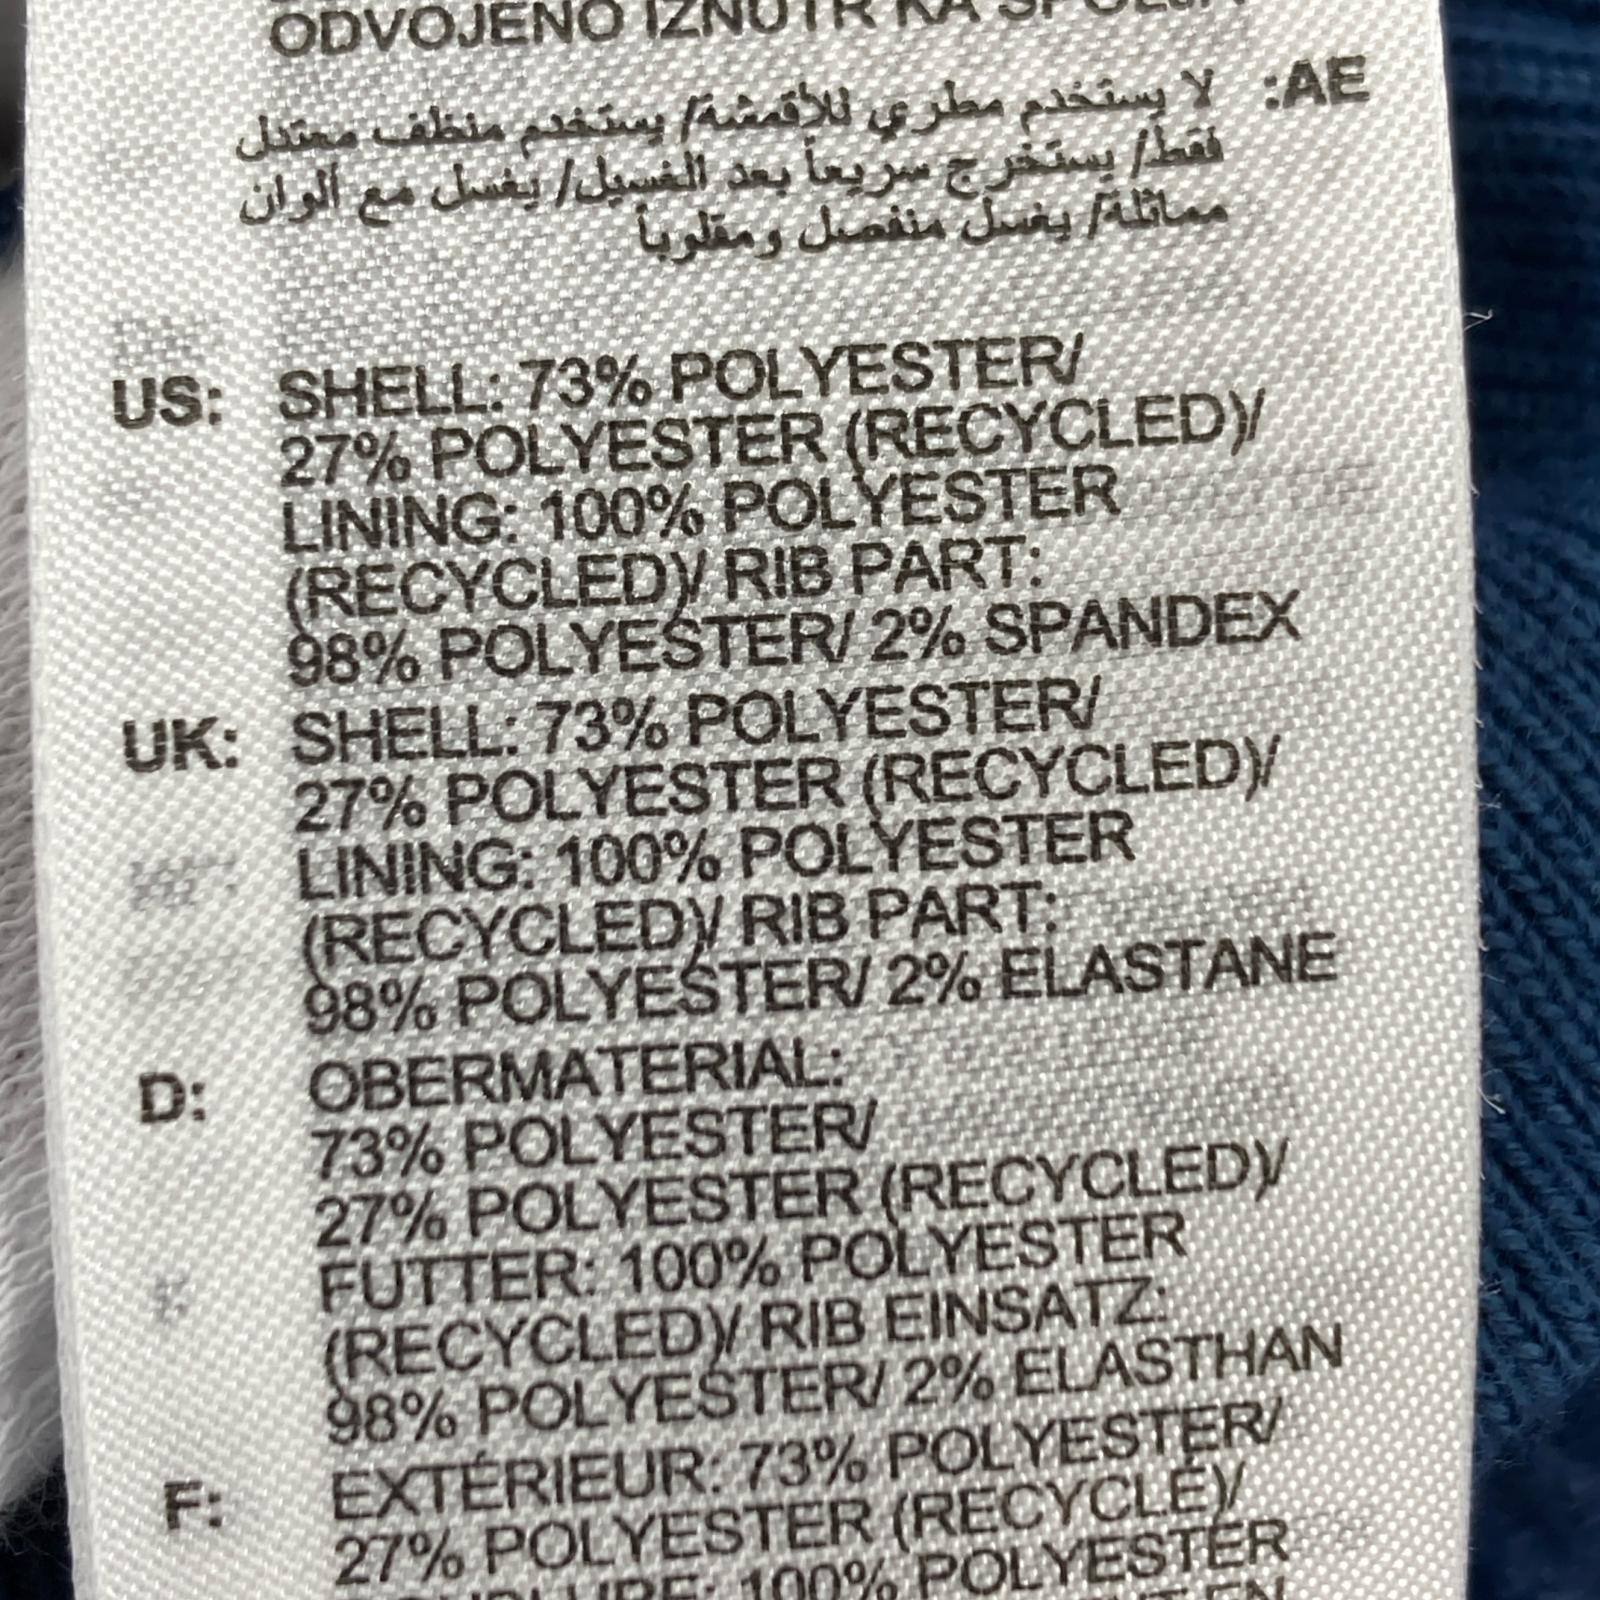 ODVOJENO IZNUTR KA SPOLJA
AE: لا يستخدم مطري للأقمشة/ يستخدم منظف معتدل
فقط/ يستخرج سريعاً بعد الغسيل/ يغسل مع الوان
مماثلة/ يغسل منفصل ومقلوباً
US: SHELL: 73% POLYESTER/
27% POLYESTER (RECYCLED)/
LINING: 100% POLYESTER
(RECYCLED)/ RIB PART:
98% POLYESTER/ 2% SPANDEX
UK: SHELL: 73% POLYESTER/
27% POLYESTER (RECYCLED)/
LINING: 100% POLYESTER
(RECYCLED)/ RIB PART:
98% POLYESTER/ 2% ELASTANE
D: OBERMATERIAL:
73% POLYESTER/
27% POLYESTER (RECYCLED)/
FUTTER: 100% POLYESTER
(RECYCLED)/ RIB EINSATZ:
98% POLYESTER/ 2% ELASTHAN
F: EXTÉRIEUR: 73% POLYESTER/
27% POLYESTER (RECYCLÉ)/
100% POLYESTER